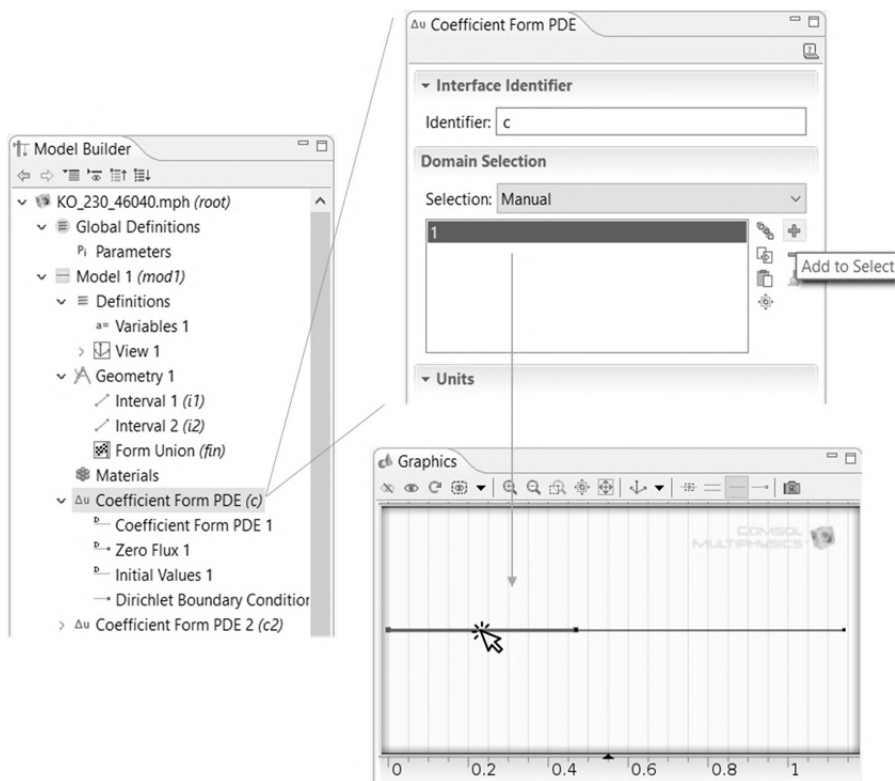 Δu Coefficient Form PDE
Interface Identifier
Identifier: c
Domain Selection
Selection: Manual
1
Add to Select
Units
Model Builder
KO_230_46040.mph (root)
Global Definitions
Pi Parameters
Model 1 (mod1)
Definitions
a= Variables 1
View 1
Geometry 1
Interval 1 (i1)
Interval 2 (i2)
Form Union (fin)
Materials
Δu Coefficient Form PDE (c)
D Coefficient Form PDE 1
D Zero Flux 1
D Initial Values 1
Dirichlet Boundary Condition
Δu Coefficient Form PDE 2 (c2)
Graphics
COMSOL
MULTIPHYSICS
0 0.2 0.4 0.6 0.8 1